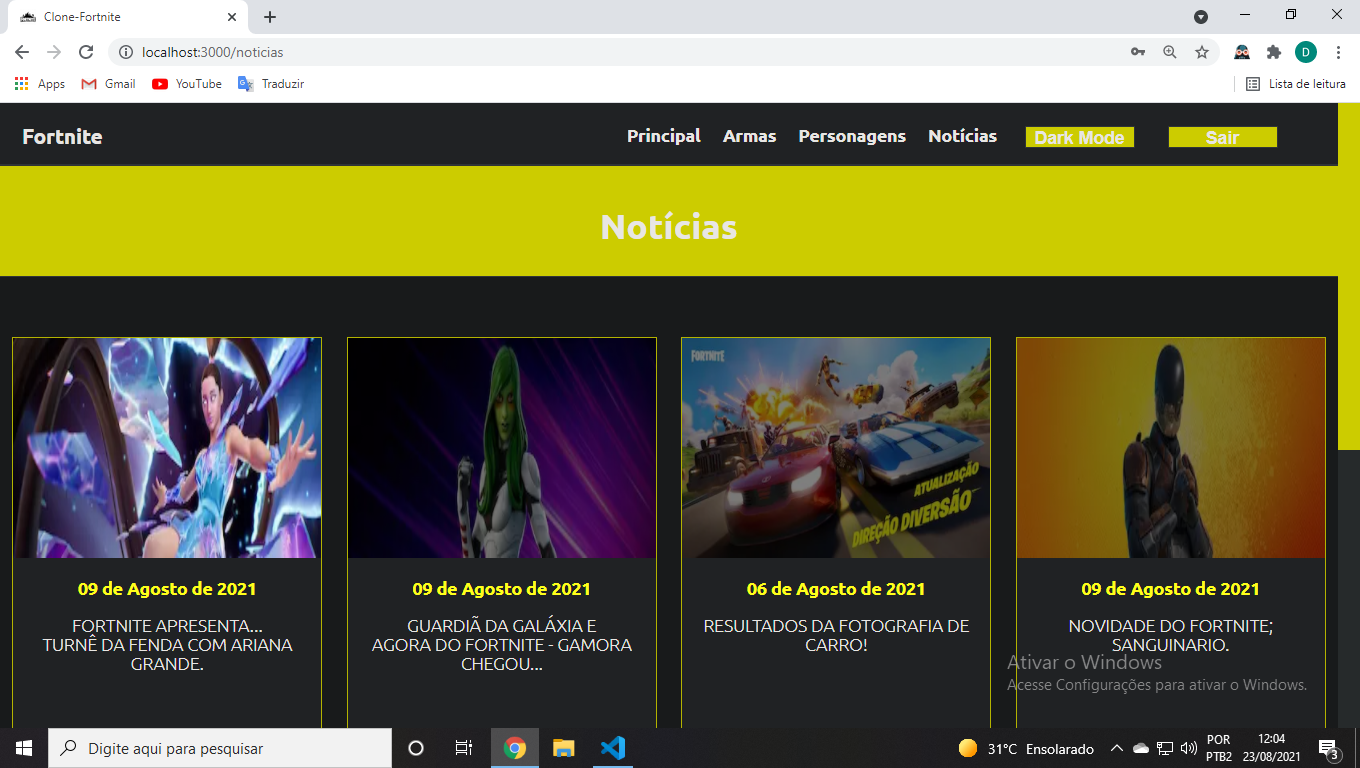 Clone-Fortnite
localhost:3000/noticias
D
Apps
Gmail
YouTube
Traduzir
Lista de leitura
Fortnite
Principal
Armas
Personagens
Notícias
Dark Mode
Sair
Notícias
FORTNITE
ATUALIZAÇÃO
DIREÇÃO DIVERSÃO
09 de Agosto de 2021
FORTNITE APRESENTA...
TURNÊ DA FENDA COM ARIANA
GRANDE.
09 de Agosto de 2021
GUARDIÃ DA GALÁXIA E
AGORA DO FORTNITE - GAMORA
CHEGOU...
06 de Agosto de 2021
RESULTADOS DA FOTOGRAFIA DE
CARRO!
09 de Agosto de 2021
NOVIDADE DO FORTNITE;
SANGUINARIO.
Ativar o Windows
Acesse Configurações para ativar o Windows.
Digite aqui para pesquisar
31°C Ensolarado
POR
PTB2
12:04
23/08/2021
3